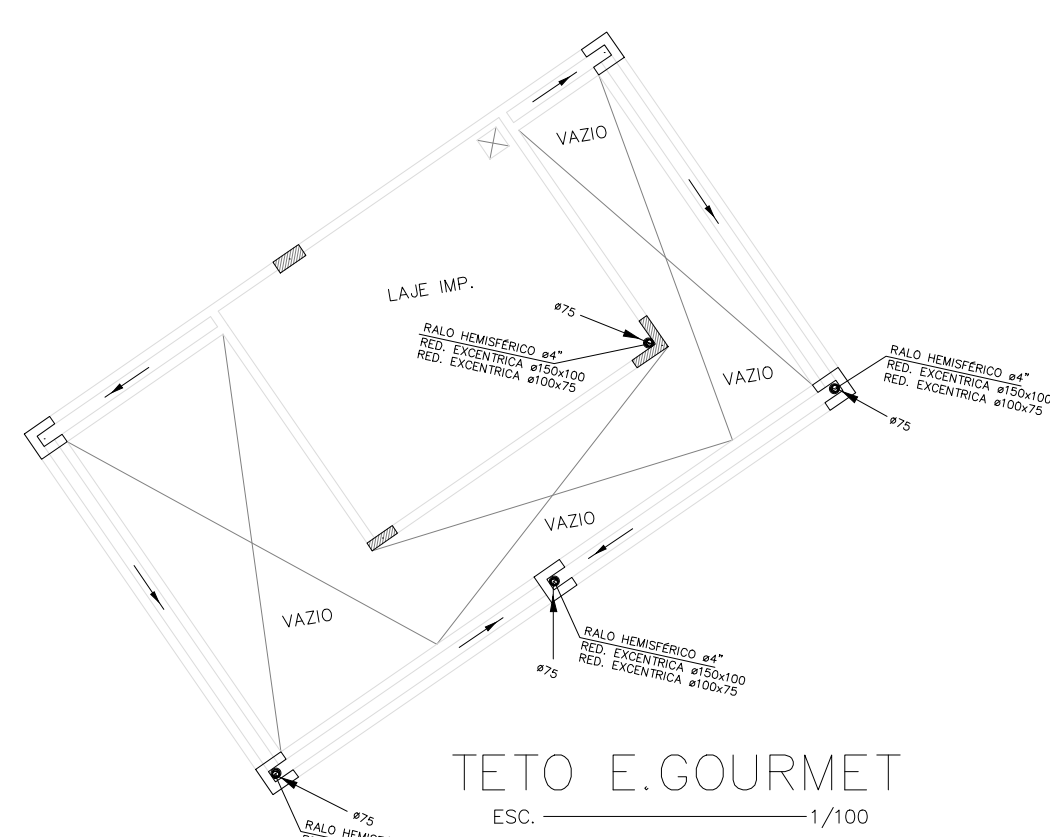 VAZIO
LAJE IMP.
ø75
RALO HEMISFÉRICO ø4"
RED. EXCENTRICA ø150x100
RED. EXCENTRICA ø100x75
VAZIO
RALO HEMISFÉRICO ø4"
RED. EXCENTRICA ø150x100
RED. EXCENTRICA ø100x75
ø75
VAZIO
VAZIO
RALO HEMISFÉRICO ø4"
RED. EXCENTRICA ø150x100
RED. EXCENTRICA ø100x75
ø75
TETO E.GOURMET
ESC. 1/100
ø75
RALO